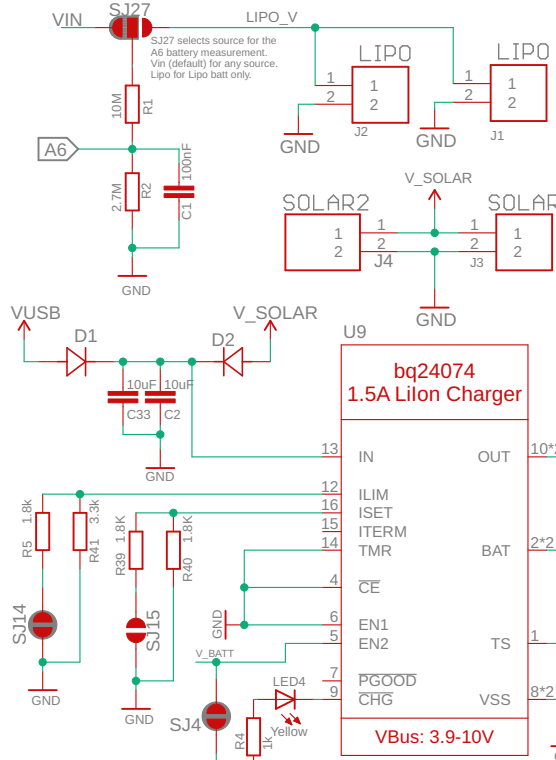 SJ27
VIN
LIPO_V
SJ27 selects source for the
A6 battery measurement.
Vin (default) for any source.
Lipo for Lipo batt only.
LIPO
1
2
J2
GND
LIPO
1
2
J1
GND
1
2
1
2
10M
R1
A6
2.7M
R2
100nF
C1
GND
V_SOLAR
SOLAR2
1
2
1
2
J4
SOLAR
1
2
1
2
J3
GND
VUSB
V_SOLAR
D1
D2
10uF
10uF
C33
C2
GND
U9
bq24074
1.5A LiIon Charger
13
IN
OUT
10*2
12
ILIM
16
ISET
15
ITERM
14
TMR
BAT
2*2
4
CE
6
EN1
5
EN2
TS
1
7
PGOOD
9
CHG
VSS
8*2
VBus: 3.9-10V
1.8k
R5
3.3k
R41
1.8K
R39
1.8K
R40
SJ14
SJ15
GND
GND
GND
V_BATT
SJ4
LED4
Yellow
R4
1k